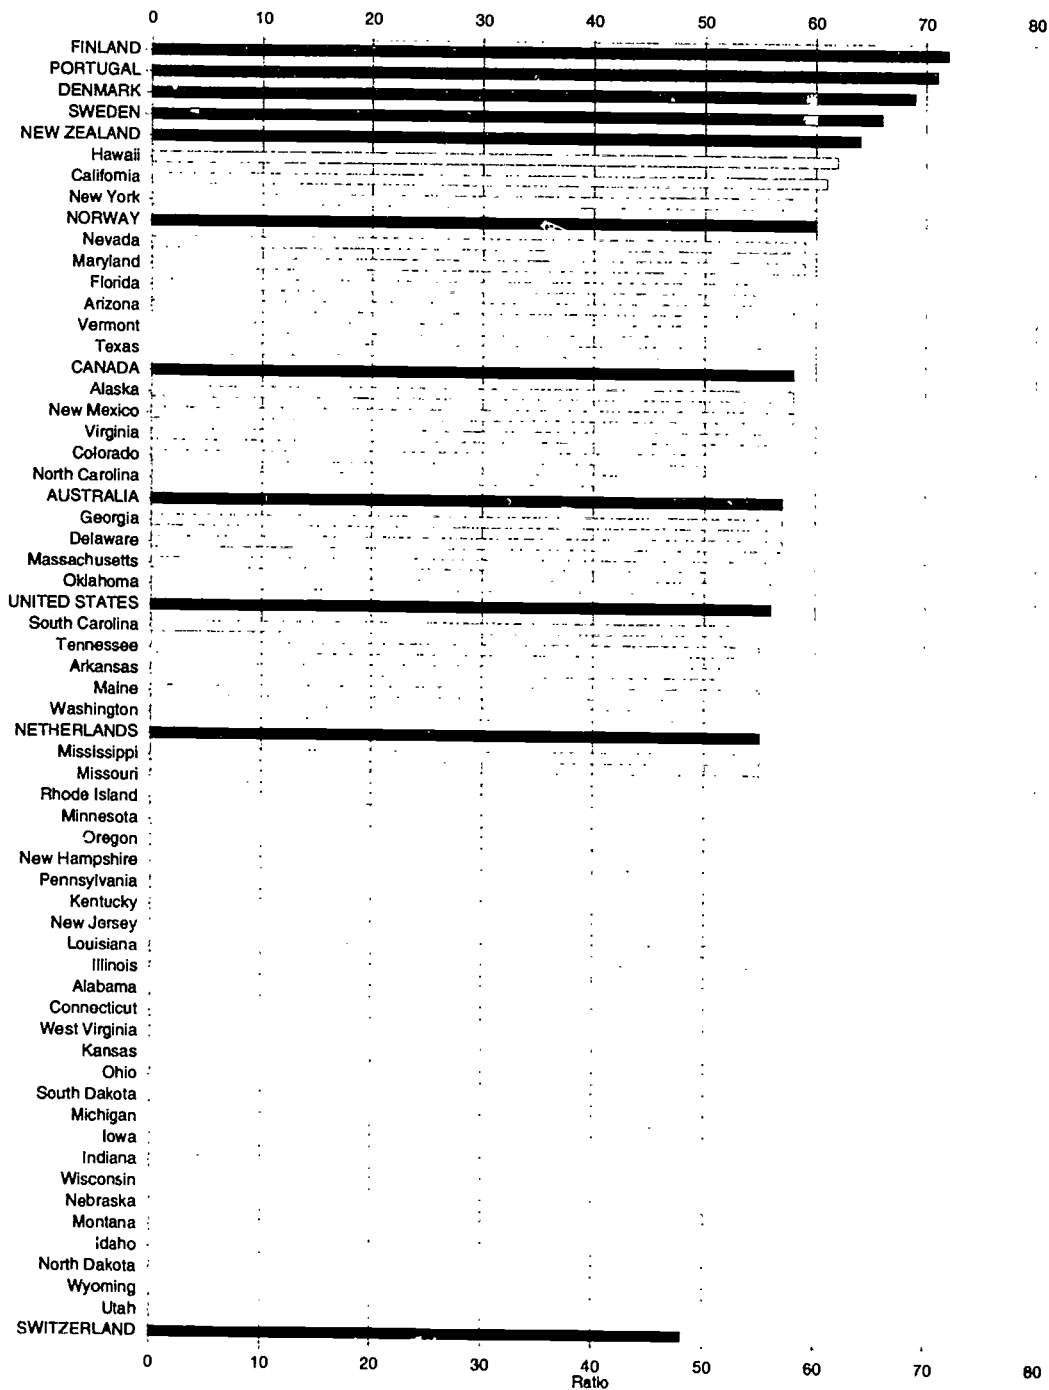 0 10 20 30 40 50 60 70 80
FINLAND
PORTUGAL
DENMARK
SWEDEN
NEW ZEALAND
Hawaii
California
New York
NORWAY
Nevada
Maryland
Florida
Arizona
Vermont
Texas
CANADA
Alaska
New Mexico
Virginia
Colorado
North Carolina
AUSTRALIA
Georgia
Delaware
Massachusetts
Oklahoma
UNITED STATES
South Carolina
Tennessee
Arkansas
Maine
Washington
NETHERLANDS
Mississippi
Missouri
Rhode Island
Minnesota
Oregon
New Hampshire
Pennsylvania
Kentucky
New Jersey
Louisiana
Illinois
Alabama
Connecticut
West Virginia
Kansas
Ohio
South Dakota
Michigan
Iowa
Indiana
Wisconsin
Nebraska
Montana
Idaho
North Dakota
Wyoming
Utah
SWITZERLAND
0 10 20 30 40 50 60 70 80
Ratio